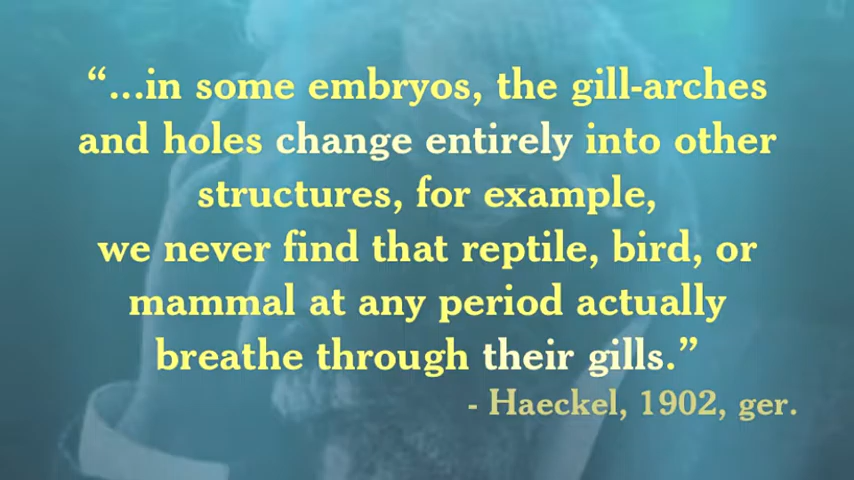 “...in some embryos, the gill-arches
and holes change entirely into other
structures, for example,
we never find that reptile, bird, or
mammal at any period actually
breathe through their gills.”
- Haeckel, 1902, ger.